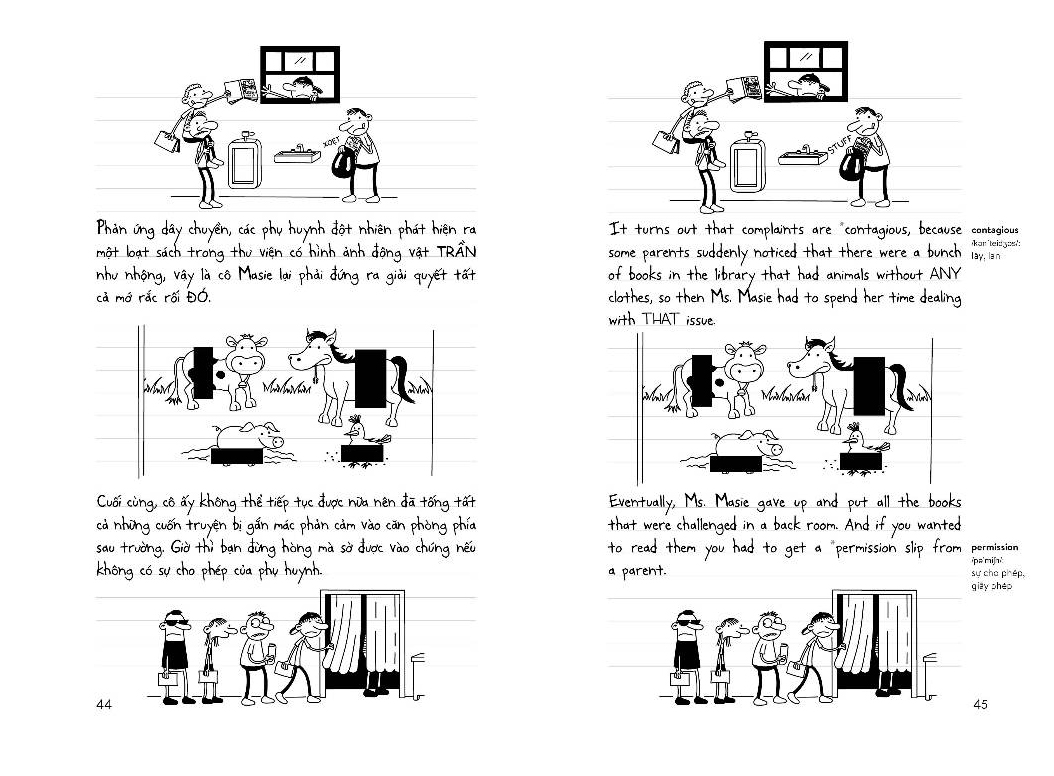 XOẸT
Phản ứng dây chuyền, các phụ huynh đột nhiên phát hiện ra
một loạt sách trong thư viện có hình ảnh động vật TRẦN
như nhộng, vậy là cô Masie lại phải đứng ra giải quyết tất
cả mớ rắc rối ĐÓ.
Cuối cùng, cô ấy không thể tiếp tục được nữa nên đã tống tất
cả những cuốn truyện bị gắn mác phản cảm vào căn phòng phía
sau trường. Giờ thì bạn đừng hòng mà sờ được vào chúng nếu
không có sự cho phép của phụ huynh.
44
STUFF
It turns out that complaints are *contagious, because
some parents suddenly noticed that there were a bunch
of books in the library that had animals without ANY
clothes, so then Ms. Masie had to spend her time dealing
with THAT issue.
contagious
/kənˈteidʒəs/:
lây, lan
Eventually, Ms. Masie gave up and put all the books
that were challenged in a back room. And if you wanted
to read them you had to get a *permission slip from
a parent.
permission
/pəˈmiʃn/:
sự cho phép,
giấy phép
45